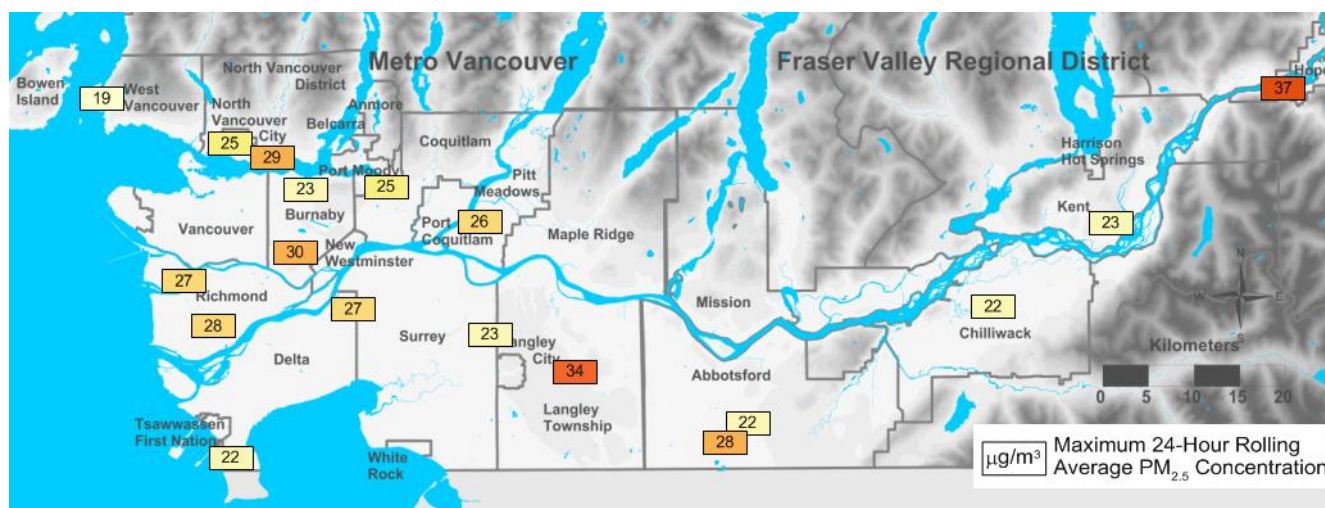 Metro Vancouver
Fraser Valley Regional District
Bowen
Island
19
West
Vancouver
North Vancouver
District
North
Vancouver
City
25
29
Belcarra
Anmore
Port Moody
25
Coquitlam
Pitt
Meadows
26
Port
Coquitlam
Maple Ridge
23
Burnaby
30
New
Westminster
Vancouver
27
Richmond
28
27
Delta
Surrey
23
Langley
City
34
Langley
Township
Tsawwassen
First Nation
22
White
Rock
Mission
Abbotsford
22
28
Harrison
Hot Springs
Kent
23
22
Chilliwack
37
Hope
N
W
E
S
Kilometers
0 5 10 15 20
µg/m³
Maximum 24-Hour Rolling
Average PM2.5 Concentration